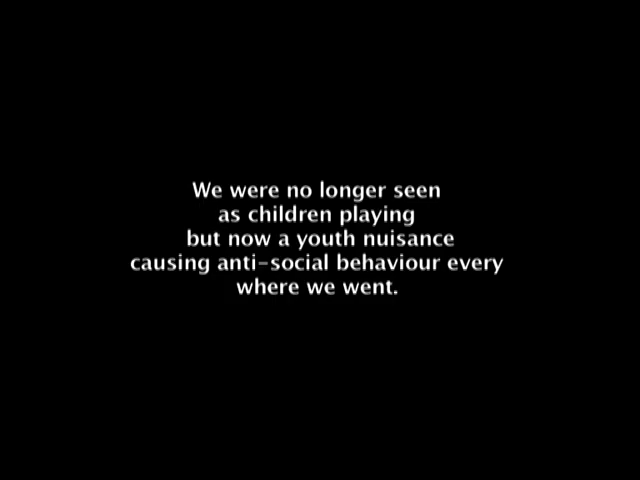 We were no longer seen
as children playing
but now a youth nuisance
causing anti-social behaviour every
where we went.